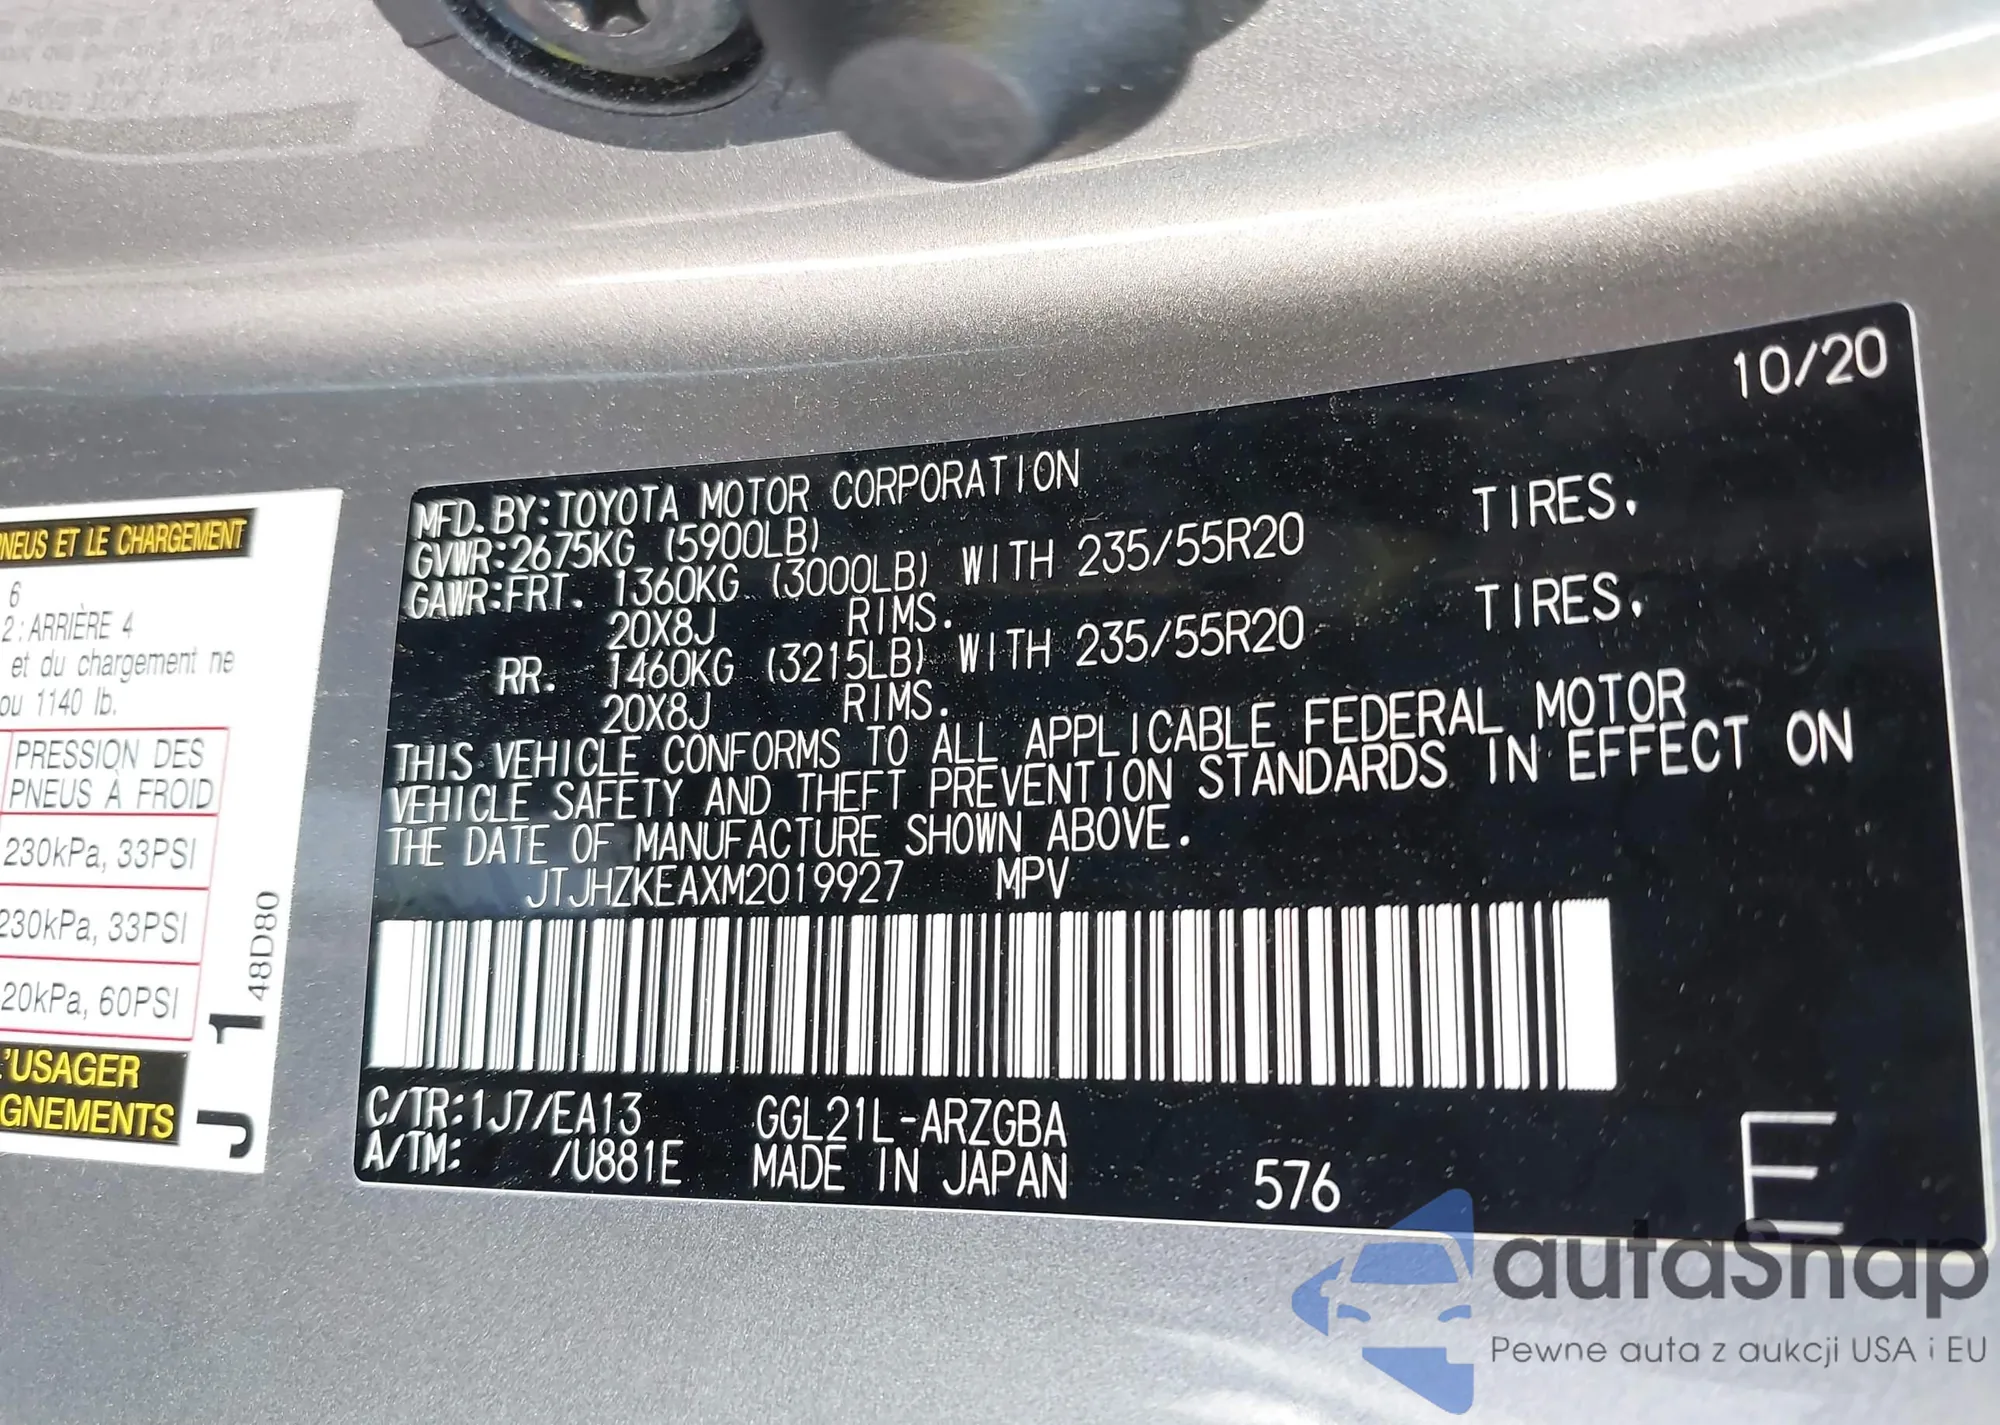 PNEUS ET LE CHARGEMENT
6
2 : ARRIÈRE 4
et du chargement ne
ou 1140 lb.
PRESSION DES
PNEUS À FROID
230kPa, 33PSI
230kPa, 33PSI
20kPa, 60PSI
L'USAGER
GNEMENTS
J 1 48D80
10/20
MFD. BY: TOYOTA MOTOR CORPORATION
GVWR: 2675KG (5900LB)
GAWR: FRT. 1360KG (3000LB) WITH 235/55R20 TIRES.
20X8J RIMS.
RR. 1460KG (3215LB) WITH 235/55R20 TIRES.
20X8J RIMS.
THIS VEHICLE CONFORMS TO ALL APPLICABLE FEDERAL MOTOR
VEHICLE SAFETY AND THEFT PREVENTION STANDARDS IN EFFECT ON
THE DATE OF MANUFACTURE SHOWN ABOVE.
JTJHZKEAXM2019927 MPV
C/TR: 1J7/EA13 GGL21L-ARZGBA
A/TM: /U881E MADE IN JAPAN 576 E
autaSnap
Pewne auta z aukcji USA i EU